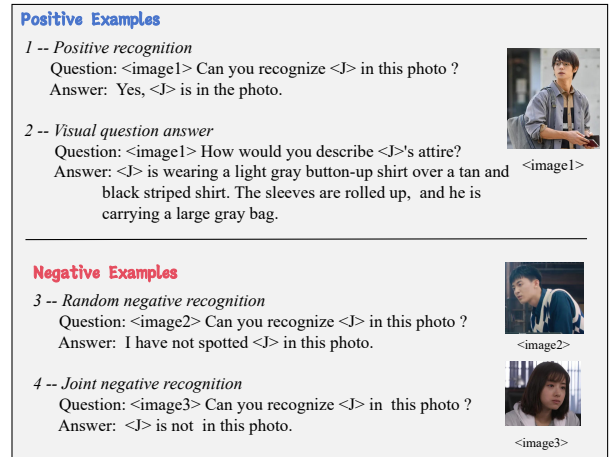 Positive Examples
1 -- Positive recognition
Question: <image1> Can you recognize <J> in this photo ?
Answer: Yes, <J> is in the photo.
2 -- Visual question answer
Question: <image1> How would you describe <J>'s attire?
Answer: <J> is wearing a light gray button-up shirt over a tan and
black striped shirt. The sleeves are rolled up, and he is
carrying a large gray bag.
<image1>
Negative Examples
3 -- Random negative recognition
Question: <image2> Can you recognize <J> in this photo ?
Answer: I have not spotted <J> in this photo.
<image2>
4 -- Joint negative recognition
Question: <image3> Can you recognize <J> in this photo ?
Answer: <J> is not in this photo.
<image3>